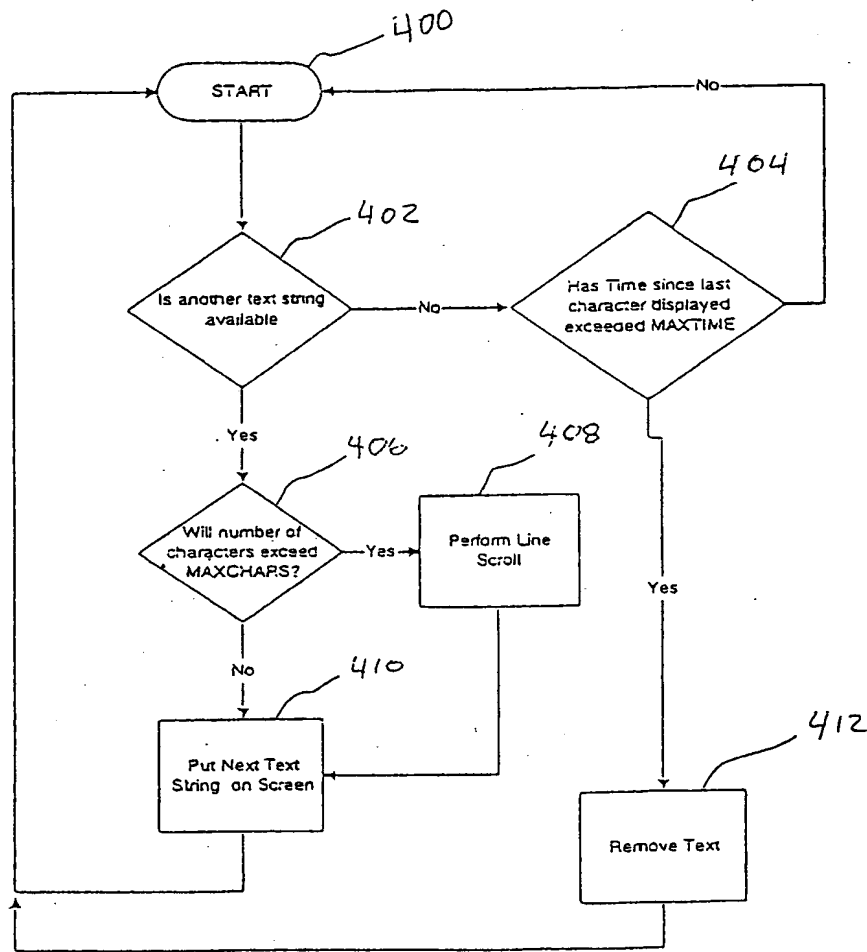 400
START
No
404
402
Is another text string
available
No
Has Time since last
character displayed
exceeded MAXTIME
Yes
406
408
Will number of
characters exceed
MAXCHARS?
Yes
Perform Line
Scroll
Yes
No
410
412
Put Next Text
String on Screen
Remove Text